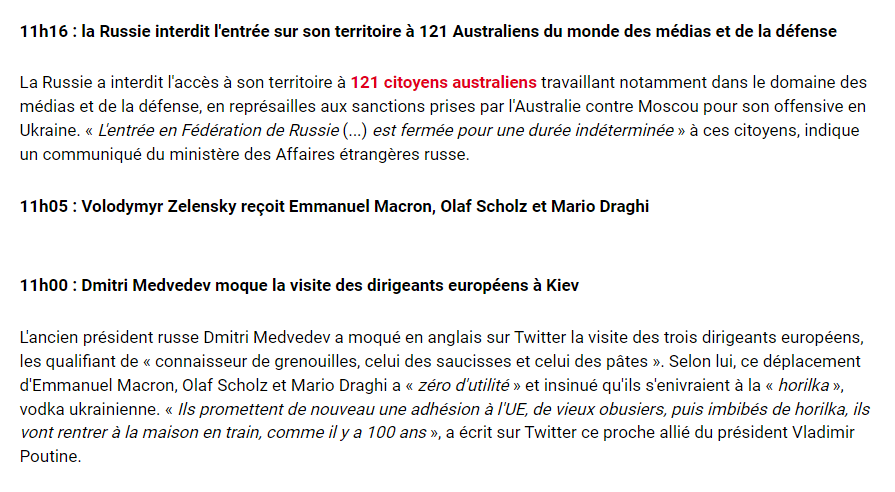 11h16 : la Russie interdit l'entrée sur son territoire à 121 Australiens du monde des médias et de la défense
La Russie a interdit l'accès à son territoire à 121 citoyens australiens travaillant notamment dans le domaine des
médias et de la défense, en représailles aux sanctions prises par l'Australie contre Moscou pour son offensive en
Ukraine. « L'entrée en Fédération de Russie (...) est fermée pour une durée indéterminée » à ces citoyens, indique
un communiqué du ministère des Affaires étrangères russe.
11h05 : Volodymyr Zelensky reçoit Emmanuel Macron, Olaf Scholz et Mario Draghi
11h00 : Dmitri Medvedev moque la visite des dirigeants européens à Kiev
L'ancien président russe Dmitri Medvedev a moqué en anglais sur Twitter la visite des trois dirigeants européens,
les qualifiant de « connaisseur de grenouilles, celui des saucisses et celui des pâtes ». Selon lui, ce déplacement
d'Emmanuel Macron, Olaf Scholz et Mario Draghi a « zéro d'utilité » et insinué qu'ils s'enivraient à la « horilka »,
vodka ukrainienne. « Ils promettent de nouveau une adhésion à l'UE, de vieux obusiers, puis imbibés de horilka, ils
vont rentrer à la maison en train, comme il y a 100 ans », a écrit sur Twitter ce proche allié du président Vladimir
Poutine.